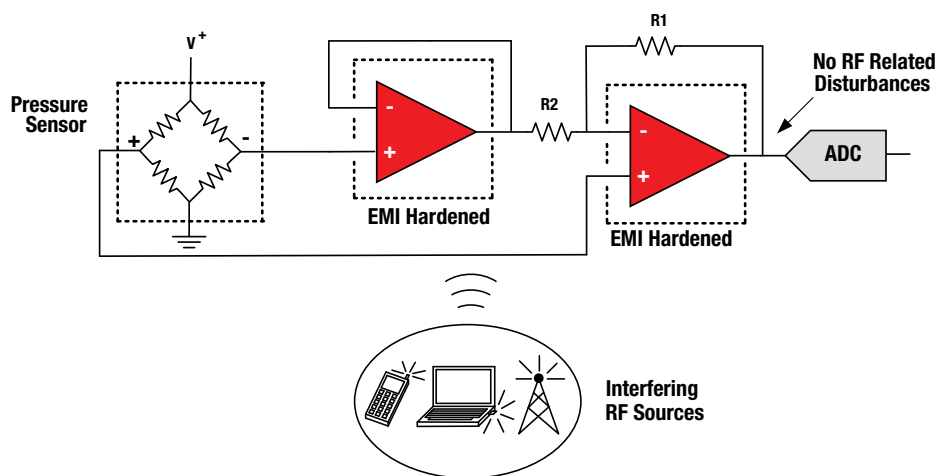 V+
R1
No RF Related
Disturbances
Pressure
Sensor
R2
+
-
-
+
-
+
ADC
EMI Hardened
EMI Hardened
Interfering
RF Sources